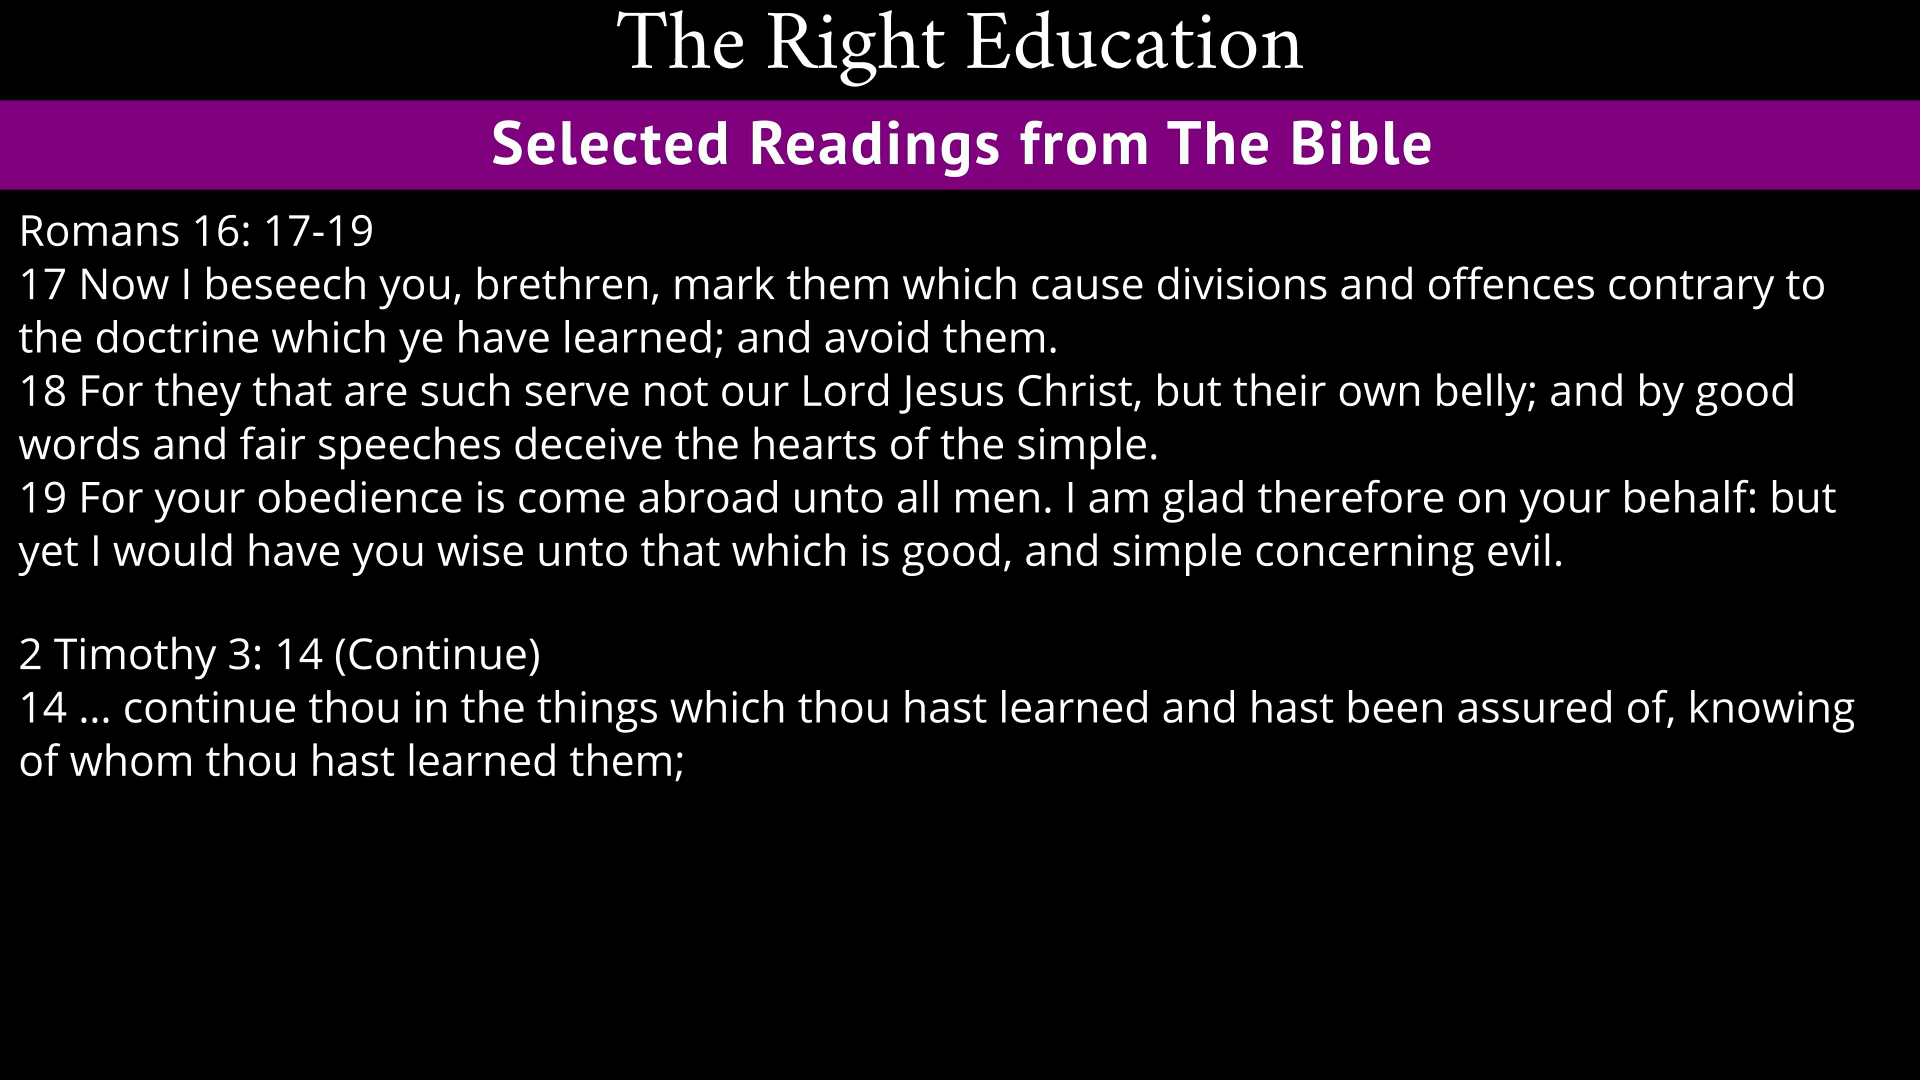 The Right Education
Selected Readings from The Bible
Romans 16: 17-19
17 Now I beseech you, brethren, mark them which cause divisions and offences contrary to
the doctrine which ye have learned; and avoid them.
18 For they that are such serve not our Lord Jesus Christ, but their own belly; and by good
words and fair speeches deceive the hearts of the simple.
19 For your obedience is come abroad unto all men. I am glad therefore on your behalf: but
yet I would have you wise unto that which is good, and simple concerning evil.
2 Timothy 3: 14 (Continue)
14 ... continue thou in the things which thou hast learned and hast been assured of, knowing
of whom thou hast learned them;